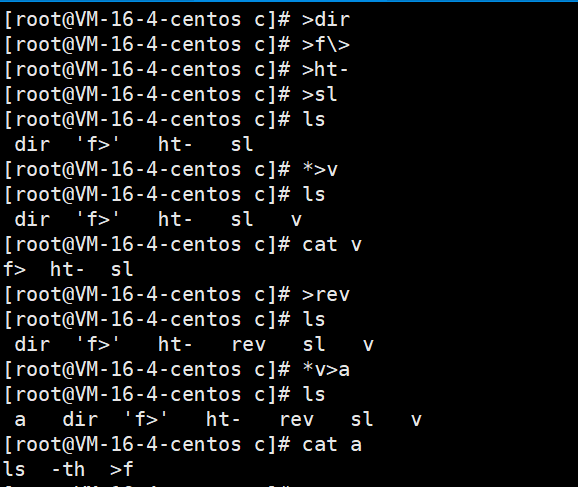 [root@VM-16-4-centos c]# >dir
[root@VM-16-4-centos c]# >f\>
[root@VM-16-4-centos c]# >ht-
[root@VM-16-4-centos c]# >sl
[root@VM-16-4-centos c]# ls
 dir  'f>'   ht-   sl
[root@VM-16-4-centos c]# *>v
[root@VM-16-4-centos c]# ls
 dir  'f>'   ht-   sl   v
[root@VM-16-4-centos c]# cat v
f>  ht-  sl
[root@VM-16-4-centos c]# >rev
[root@VM-16-4-centos c]# ls
 dir  'f>'   ht-   rev   sl   v
[root@VM-16-4-centos c]# *v>a
[root@VM-16-4-centos c]# ls
 a   dir  'f>'   ht-   rev   sl   v
[root@VM-16-4-centos c]# cat a
ls  -th  >f